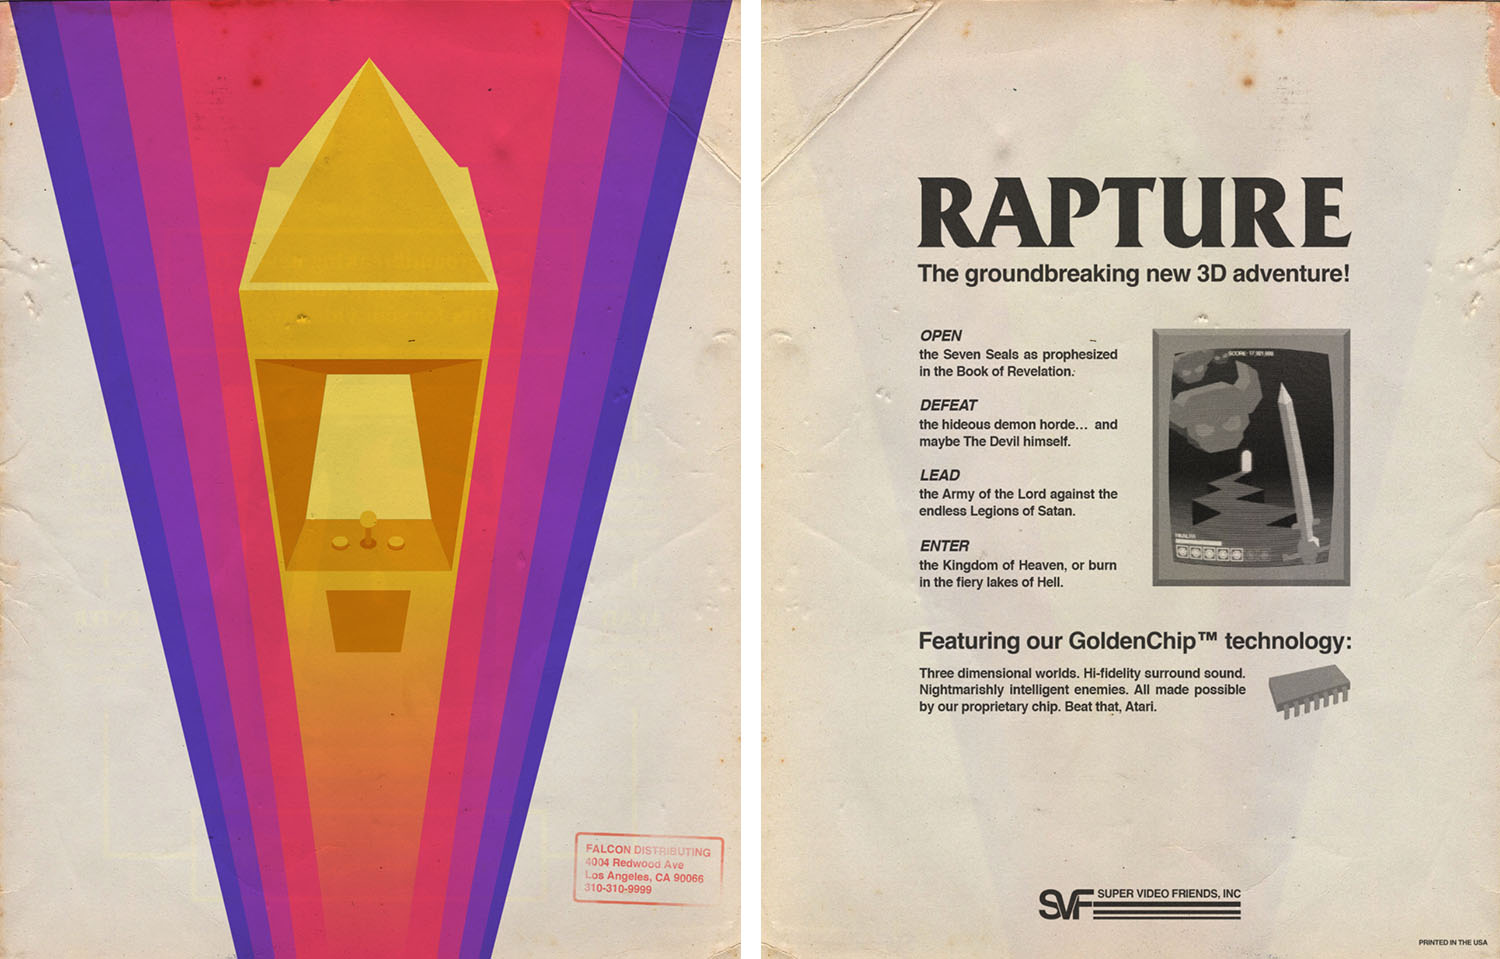 FALCON DISTRIBUTING
4004 Redwood Ave
Los Angeles, CA 90066
310-310-9999
RAPTURE
The groundbreaking new 3D adventure!
OPEN
the Seven Seals as prophesized
in the Book of Revelation.
DEFEAT
the hideous demon horde... and
maybe The Devil himself.
LEAD
the Army of the Lord against the
endless Legions of Satan.
ENTER
the Kingdom of Heaven, or burn
in the fiery lakes of Hell.
SCORE
Featuring our GoldenChip™ technology:
Three dimensional worlds. Hi-fidelity surround sound.
Nightmarishly intelligent enemies. All made possible
by our proprietary chip. Beat that, Atari.
SVF SUPER VIDEO FRIENDS, INC
PRINTED IN THE USA